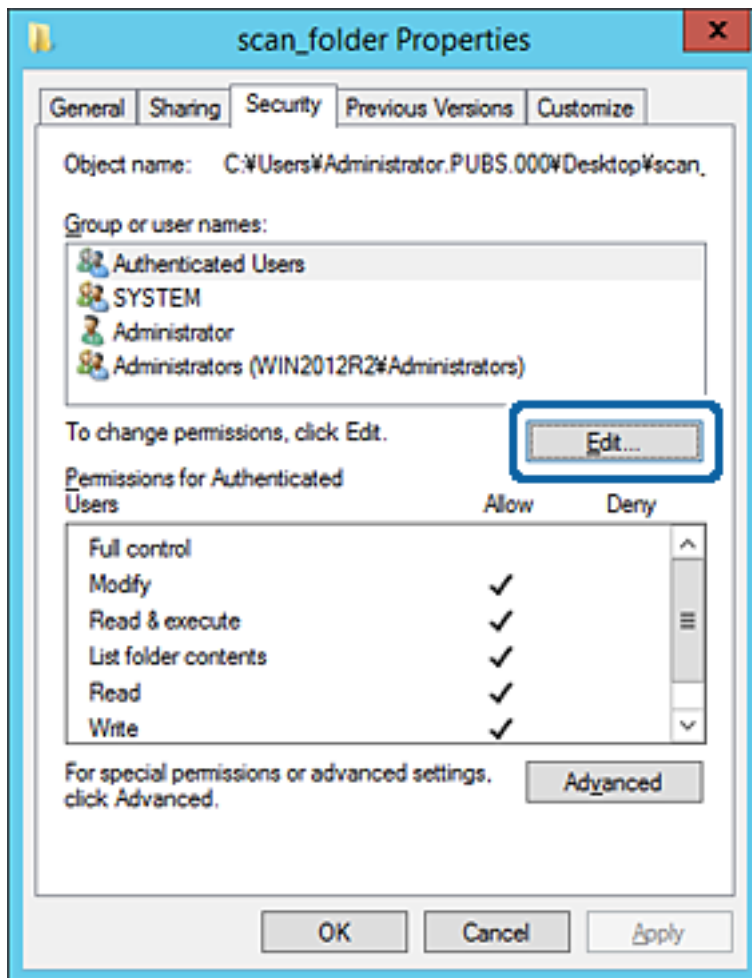 scan_folder Properties
General Sharing Security Previous Versions Customize
Object name: C:¥Users¥Administrator.PUBS.000¥Desktop¥scan_
Group or user names:
Authenticated Users
SYSTEM
Administrator
Administrators (WIN2012R2¥Administrators)
To change permissions, click Edit.
Edit...
Permissions for Authenticated
Users Allow Deny
Full control
Modify
Read & execute
List folder contents
Read
Write
For special permissions or advanced settings,
click Advanced.
Advanced
OK Cancel Apply